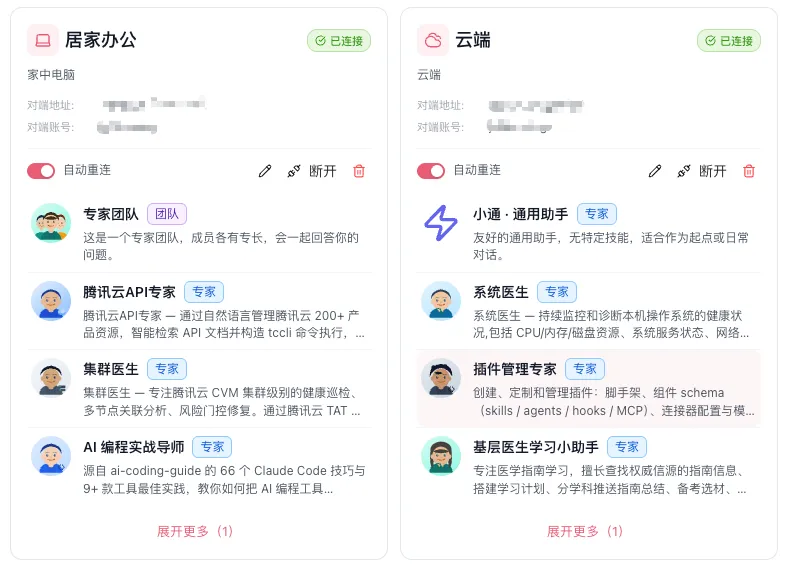 居家办公
已连接
家中电脑
对端地址:
对端账号:
自动重连
断开
专家团队 团队
这是一个专家团队，成员各有专长，会一起回答你的
问题。
腾讯云API专家 专家
腾讯云API专家 — 通过自然语言管理腾讯云 200+ 产
品资源，智能检索 API 文档并构造 tccli 命令执行，...
集群医生 专家
集群医生 — 专注腾讯云 CVM 集群级别的健康巡检、
多节点关联分析、风险门控修复。通过腾讯云 TAT ...
AI 编程实战导师 专家
源自 ai-coding-guide 的 66 个 Claude Code 技巧与
9+ 款工具最佳实践，教你如何把 AI 编程工具...
展开更多（1）
云端
已连接
云端
对端地址:
对端账号:
自动重连
断开
小通 · 通用助手 专家
友好的通用助手，无特定技能，适合作为起点或日常
对话。
系统医生 专家
系统医生 — 持续监控和诊断本机操作系统的健康状
况,包括 CPU/内存/磁盘资源、系统服务状态、网络...
插件管理专家 专家
创建、定制和管理插件：脚手架、组件 schema
（skills / agents / hooks / MCP）、连接器配置与模...
基层医生学习小助手 专家
专注医学指南学习，擅长查找权威信源的指南信息、
搭建学习计划、分学科推送指南总结、备考选材、...
展开更多（1）